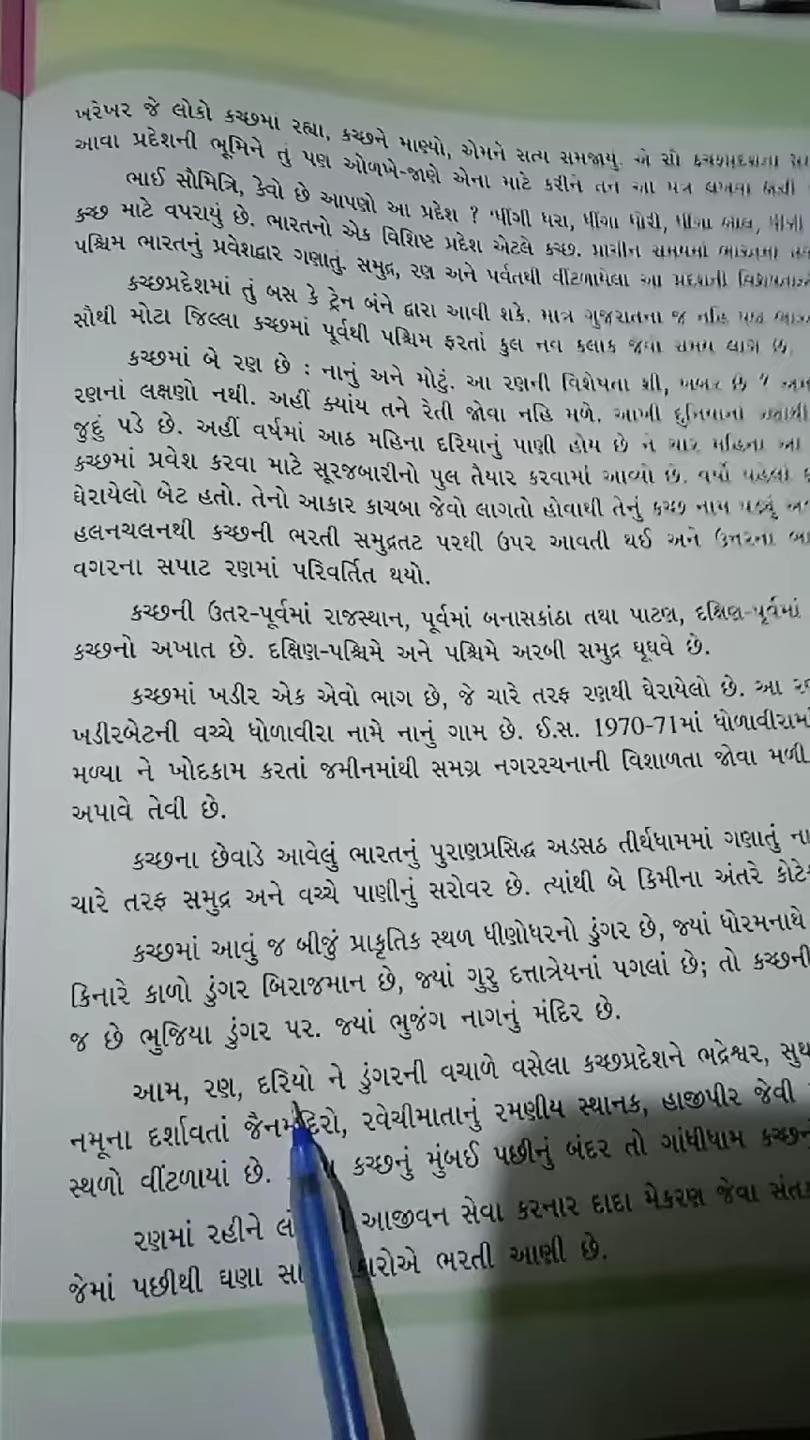 ખરેખર જે લોકો કચ્છમાં રહ્યા, કચ્છને માણ્યો, એમને સત્ય સમજાયું. એ સૌ
આવા પ્રદેશની ભૂમિને તું પણ ઓળખે-જાણે એના માટે કરીને તને આ પત્ર લખવા
ભાઈ સૌમિત્રિ, કેવો છે આપણો આ પ્રદેશ ? 'ધીંગી ધરા, ધીંગા ધોરી,
કચ્છ માટે વપરાયું છે. ભારતનો એક વિશિષ્ટ પ્રદેશ એટલે કચ્છ. પ્રાચીન સમયમાં
પશ્ચિમ ભારતનું પ્રવેશદ્વાર ગણાતું. સમુદ્ર, રણ અને પર્વતથી વીંટળાયેલા આ પ્રદેશની
કચ્છપ્રદેશમાં તું બસ કે ટ્રેન બંને દ્વારા આવી શકે. માત્ર ગુજરાતના જ નહિ પણ
સૌથી મોટા જિલ્લા કચ્છમાં પૂર્વથી પશ્ચિમ ફરતાં કુલ નવ કલાક જેવો સમય લાગે છે.
કચ્છમાં બે રણ છે : નાનું અને મોટું. આ રણની વિશેષતા શી, ખબર છે ?
રણનાં લક્ષણો નથી. અહીં ક્યાંય તને રેતી જોવા નહિ મળે. આખી દુનિયાનાં
જુદું પડે છે. અહીં વર્ષમાં આઠ મહિના દરિયાનું પાણી હોય છે ને ચાર મહિના આ
કચ્છમાં પ્રવેશ કરવા માટે સૂરજબારીનો પુલ તૈયાર કરવામાં આવ્યો છે. વર્ષો પહેલાં
ઘેરાયેલો બેટ હતો. તેનો આકાર કાચબા જેવો લાગતો હોવાથી તેનું કચ્છ નામ પડ્યું
હલનચલનથી કચ્છની ભરતી સમુદ્રતટ પરથી ઉપર આવતી થઈ અને ઉત્તરના
વગરના સપાટ રણમાં પરિવર્તિત થયો.
કચ્છની ઉતર-પૂર્વમાં રાજસ્થાન, પૂર્વમાં બનાસકાંઠા તથા પાટણ, દક્ષિણ-પૂર્વમાં
કચ્છનો અખાત છે. દક્ષિણ-પશ્ચિમે અને પશ્ચિમે અરબી સમુદ્ર ઘૂઘવે છે.
કચ્છમાં ખડીર એક એવો ભાગ છે, જે ચારે તરફ રણથી ઘેરાયેલો છે. આ
ખડીરબેટની વચ્ચે ધોળાવીરા નામે નાનું ગામ છે. ઈ.સ. 1970-71માં ધોળાવીરામાં
મળ્યા ને ખોદકામ કરતાં જમીનમાંથી સમગ્ર નગરરચનાની વિશાળતા જોવા મળી.
અપાવે તેવી છે.
કચ્છના છેવાડે આવેલું ભારતનું પુરાણપ્રસિદ્ધ અડસઠ તીર્થધામમાં ગણાતું
ચારે તરફ સમુદ્ર અને વચ્ચે પાણીનું સરોવર છે. ત્યાંથી બે કિમીના અંતરે
કચ્છમાં આવું જ બીજું પ્રાકૃતિક સ્થળ ધીણોધરનો ડુંગર છે, જ્યાં ધોરમનાથે
કિનારે કાળો ડુંગર બિરાજમાન છે, જ્યાં ગુરુ દત્તાત્રેયનાં પગલાં છે; તો કચ્છની
જ છે ભુજિયા ડુંગર પર. જ્યાં ભુજંગ નાગનું મંદિર છે.
આમ, રણ, દરિયો ને ડુંગરની વચાળે વસેલા કચ્છપ્રદેશને ભદ્રેશ્વર,
નમૂના દર્શાવતાં જૈનમંદિરો, રવેચીમાતાનું રમણીય સ્થાનક, હાજીપીર જેવી
સ્થળો વીંટળાયાં છે. કચ્છનું મુંબઈ પછીનું બંદર તો ગાંધીધામ
રણમાં રહીને આજીવન સેવા કરનાર દાદા મેકરણ જેવા
જેમાં પછીથી ઘણા ભરતી આણી છે.